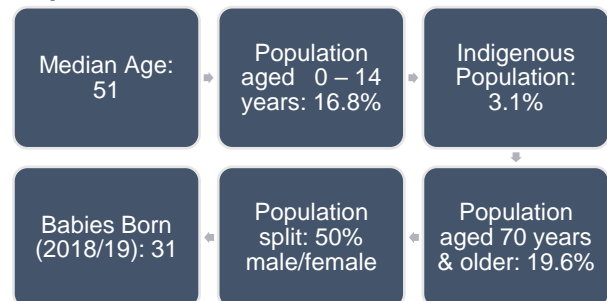 Median Age:
51
Population
aged 0 – 14
years: 16.8%
Indigenous
Population:
3.1%
Population
aged 70 years
& older: 19.6%
Population
split: 50%
male/female
Babies Born
(2018/19): 31